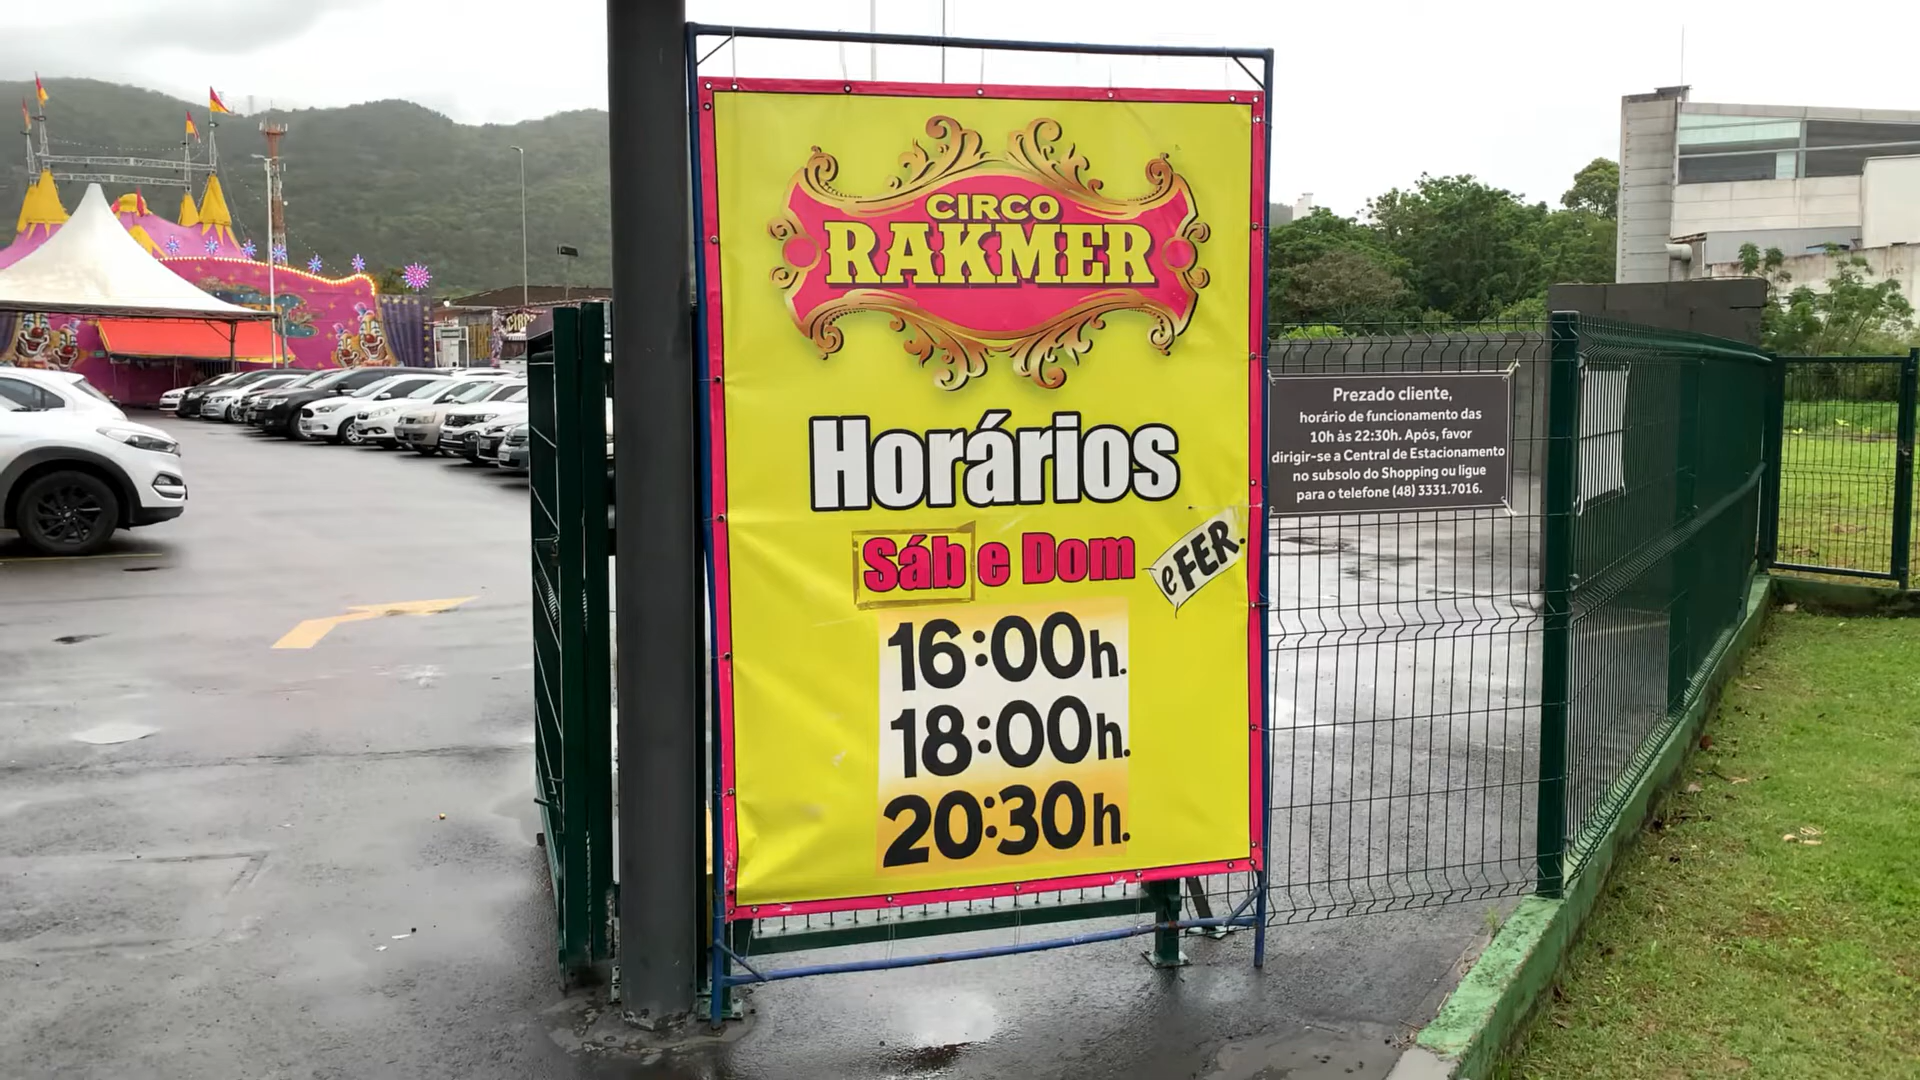 CIRCO
RAKMER
Horários
Sáb e Dom e FER.
16:00h.
18:00h.
20:30h.
Prezado cliente,
horário de funcionamento das
10h às 22:30h. Após, favor
dirigir-se a Central de Estacionamento
no subsolo do Shopping ou ligue
para o telefone (48) 3331.7016.